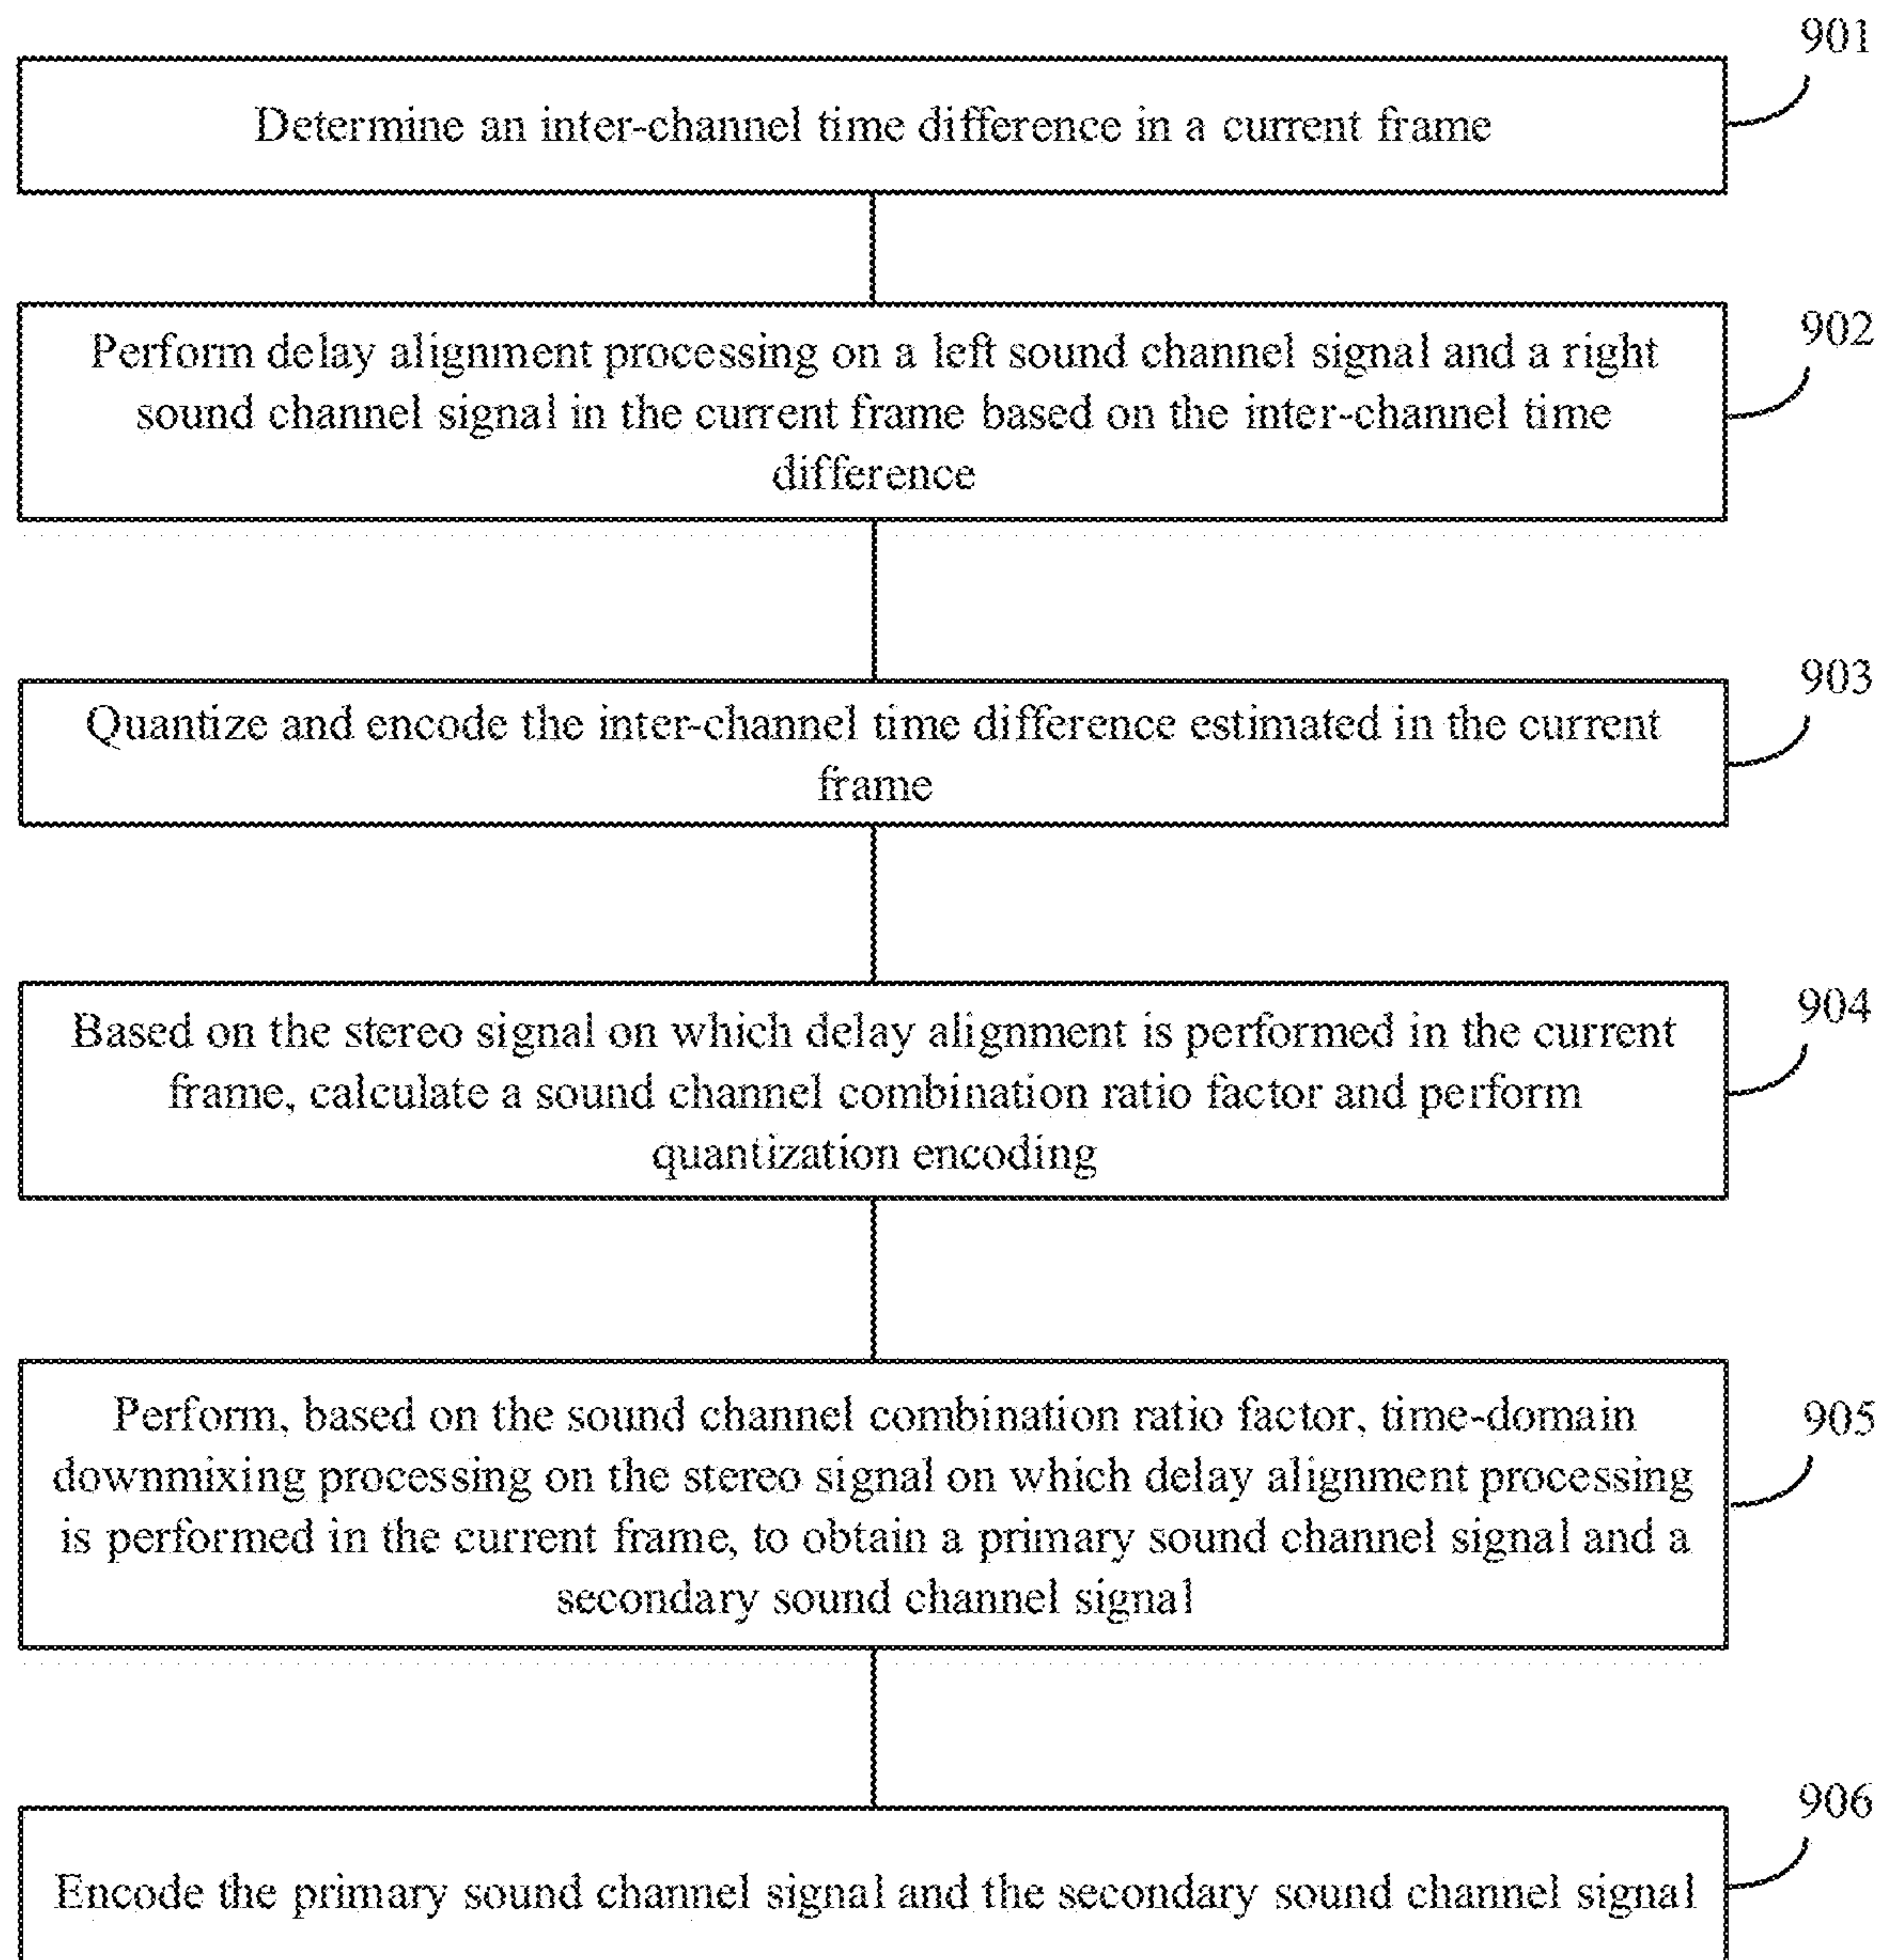 901
Determine an inter-channel time difference in a current frame
902
Perform delay alignment processing on a left sound channel signal and a right
sound channel signal in the current frame based on the inter-channel time
difference
903
Quantize and encode the inter-channel time difference estimated in the current
frame
904
Based on the stereo signal on which delay alignment is performed in the current
frame, calculate a sound channel combination ratio factor and perform
quantization encoding
905
Perform, based on the sound channel combination ratio factor, time-domain
downmixing processing on the stereo signal on which delay alignment processing
is performed in the current frame, to obtain a primary sound channel signal and a
secondary sound channel signal
906
Encode the primary sound channel signal and the secondary sound channel signal